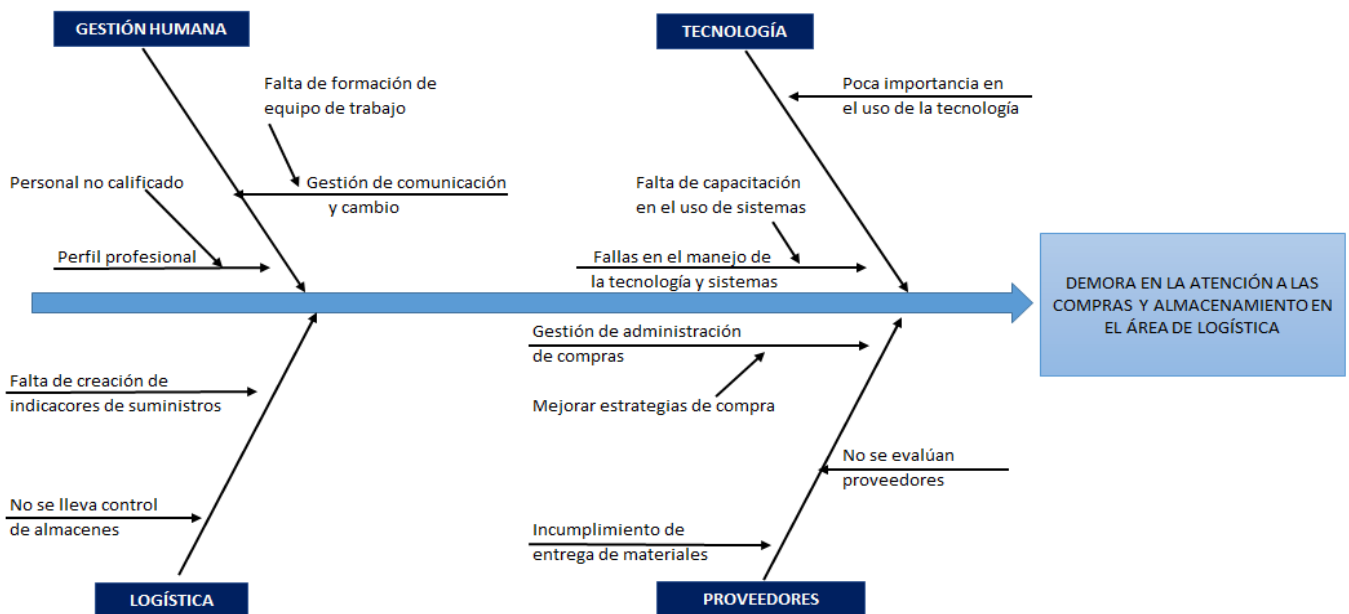 GESTIÓN HUMANA
TECNOLOGÍA
Falta de formación de
equipo de trabajo
Poca importancia en
el uso de la tecnología
Personal no calificado
Gestión de comunicación
y cambio
Falta de capacitación
en el uso de sistemas
Perfil profesional
Fallas en el manejo de
la tecnología y sistemas
DEMORA EN LA ATENCIÓN A LAS
COMPRAS Y ALMACENAMIENTO EN
EL ÁREA DE LOGÍSTICA
Gestión de administración
de compras
Falta de creación de
indicacores de suministros
Mejorar estrategias de compra
No se evalúan
proveedores
No se lleva control
de almacenes
Incumplimiento de
entrega de materiales
LOGÍSTICA
PROVEEDORES